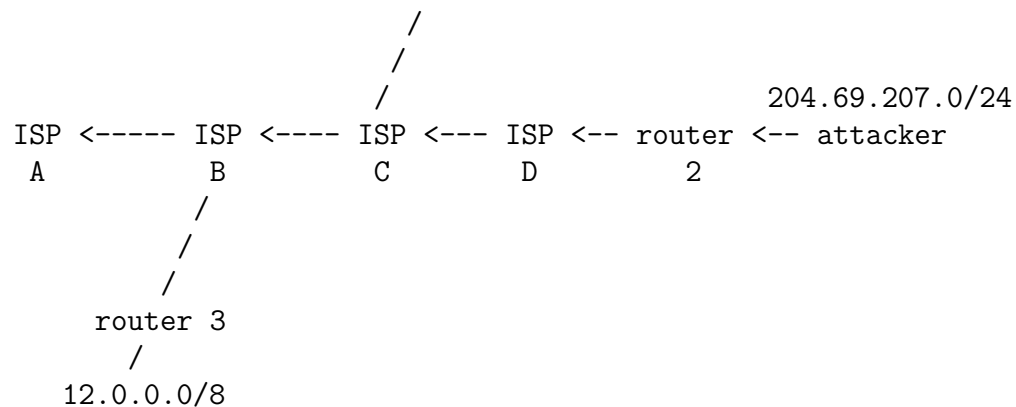 204.69.207.0/24
ISP <----- ISP <---- ISP <--- ISP <-- router <-- attacker
A B C D 2
/
/
/
router 3
/
12.0.0.0/8